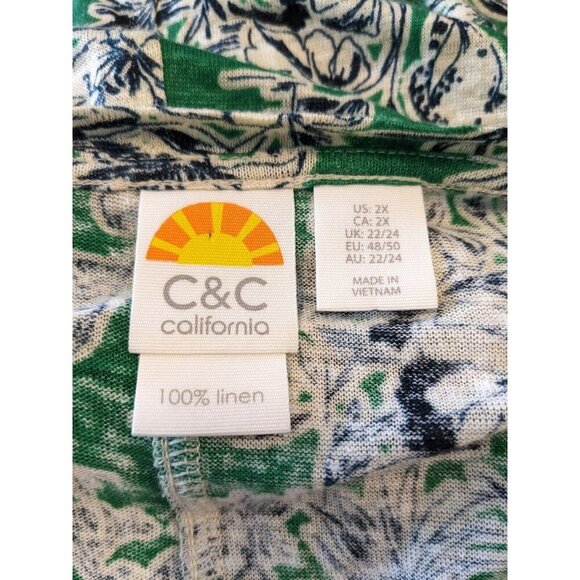 C&C
california
100% linen
US: 2X
CA: 2X
UK: 22/24
EU: 48/50
AU: 22/24
MADE IN
VIETNAM